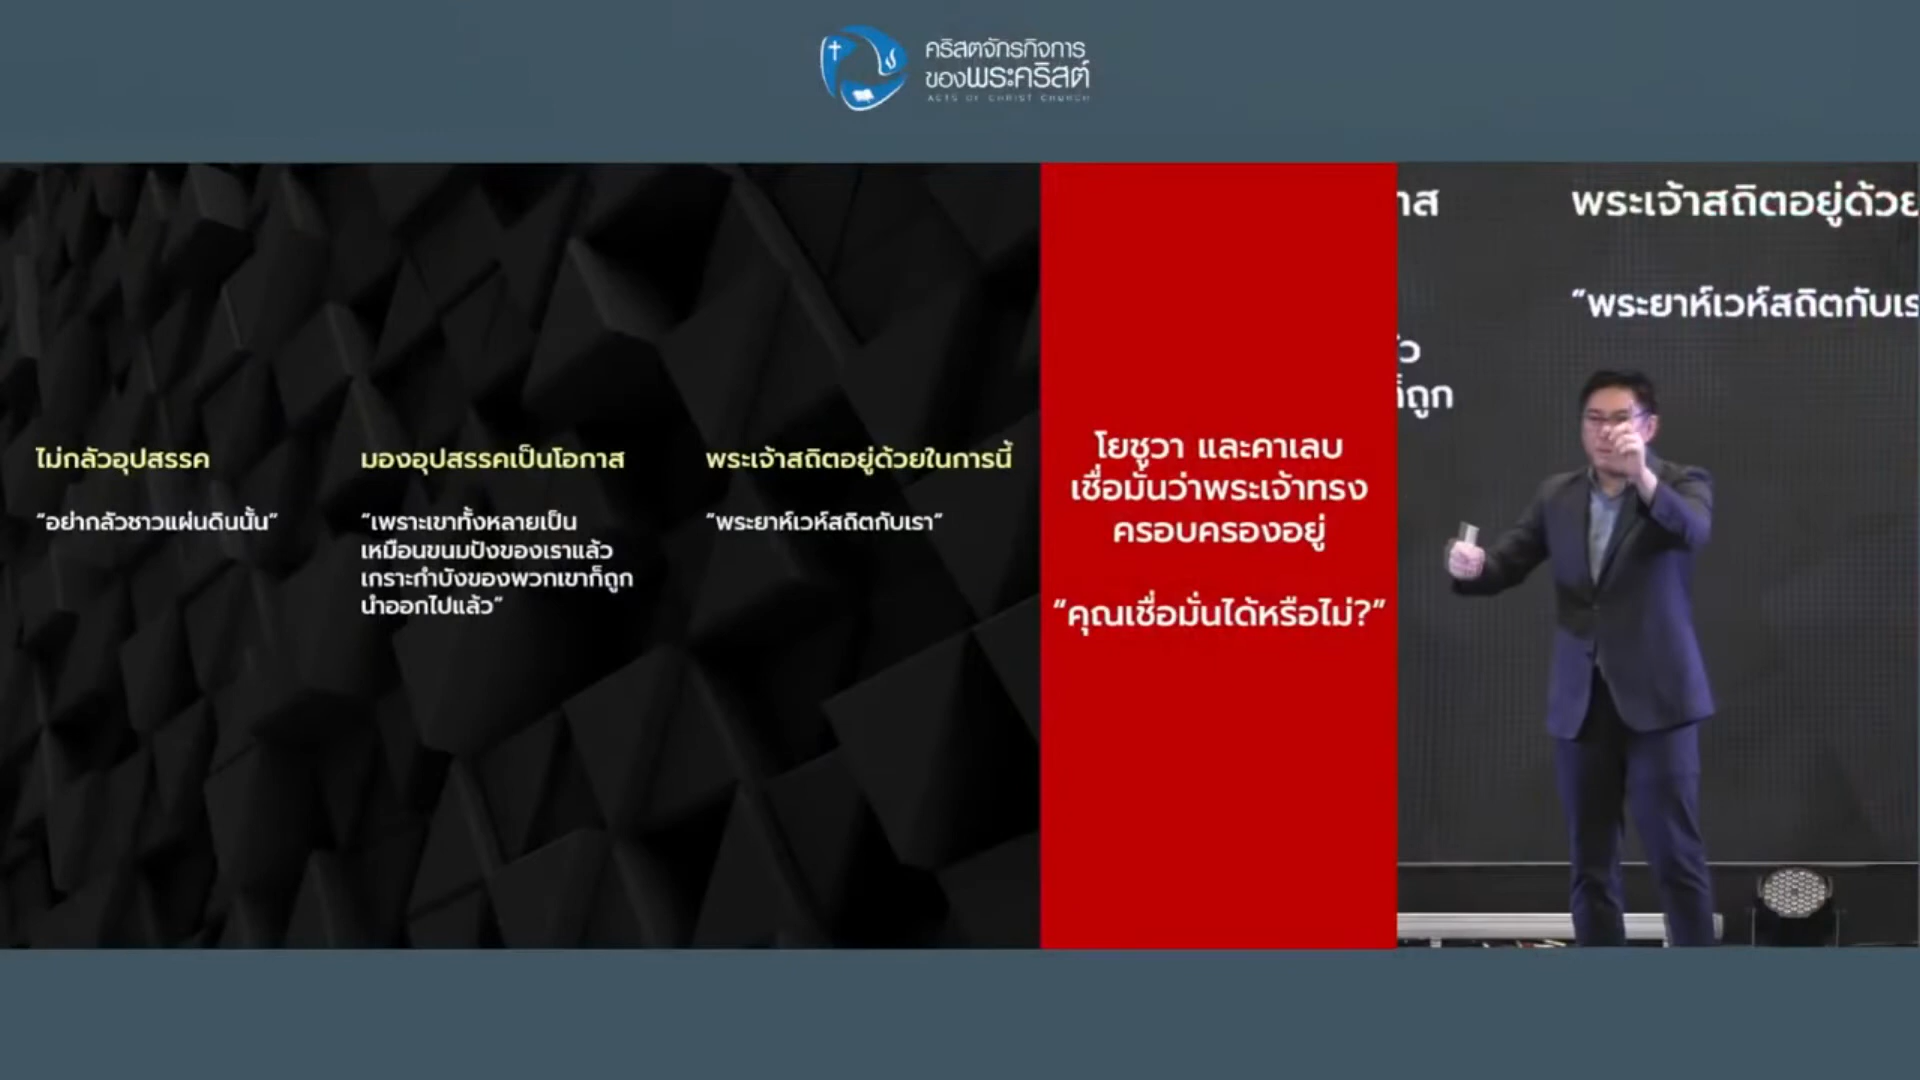 คริสตจักรกิจการ
ของพระคริสต์
ACTS OF CHRIST CHURCH
ไม่กลัวอุปสรรค
“อย่ากลัวชาวแผ่นดินนั้น”
มองอุปสรรคเป็นโอกาส
“เพราะเขาทั้งหลายเป็น
เหมือนขนมปังของเราแล้ว
เกราะกำบังของพวกเขาก็ถูก
นำออกไปแล้ว”
พระเจ้าสถิตอยู่ด้วยในการนี้
“พระยาห์เวห์สถิตกับเรา”
โยชูวา และคาเลบ
เชื่อมั่นว่าพระเจ้าทรง
ครอบครองอยู่
“คุณเชื่อมั่นได้หรือไม่?”
าส
ัว
ก็ถูก
พระเจ้าสถิตอยู่ด้วย
“พระยาห์เวห์สถิตกับเร